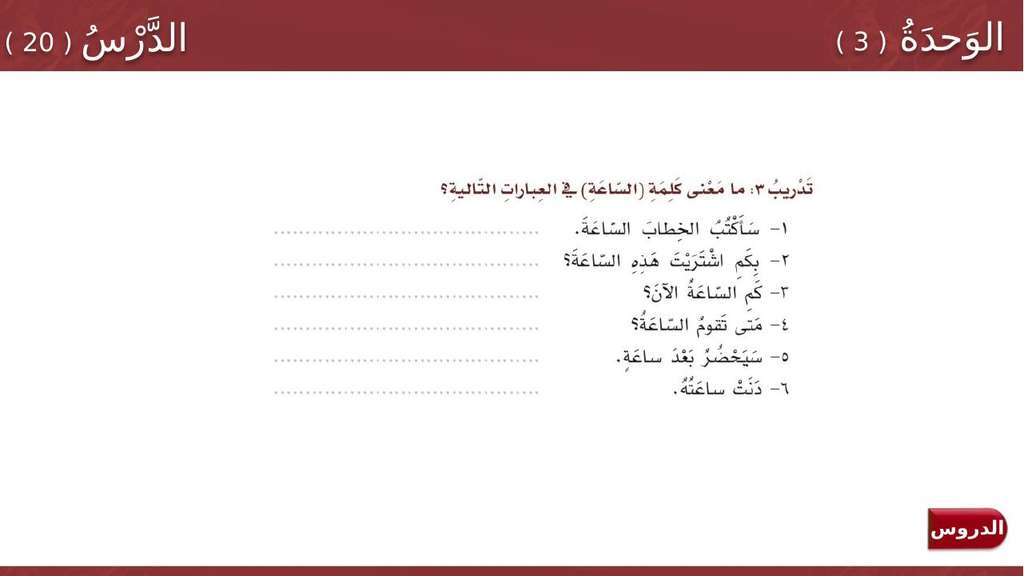 الوَحدَةُ ( 3 )
الدَّرْسُ ( 20 )
تَدْريبُ ٣: ما مَعْنى كَلِمَةِ (السّاعَةِ) في العِباراتِ التّاليةِ؟
١- سَأَكْتُبُ الخِطابَ السّاعَةَ. ........................................
٢- بِكَمِ اشْتَرَيْتَ هَذِهِ السّاعَةَ؟ ........................................
٣- كَمِ السّاعَةُ الآنَ؟ ........................................
٤- مَتى تَقومُ السّاعَةُ؟ ........................................
٥- سَيَحْضُرُ بَعْدَ ساعَةٍ. ........................................
٦- دَنَتْ ساعَتُهُ. ........................................
الدروس